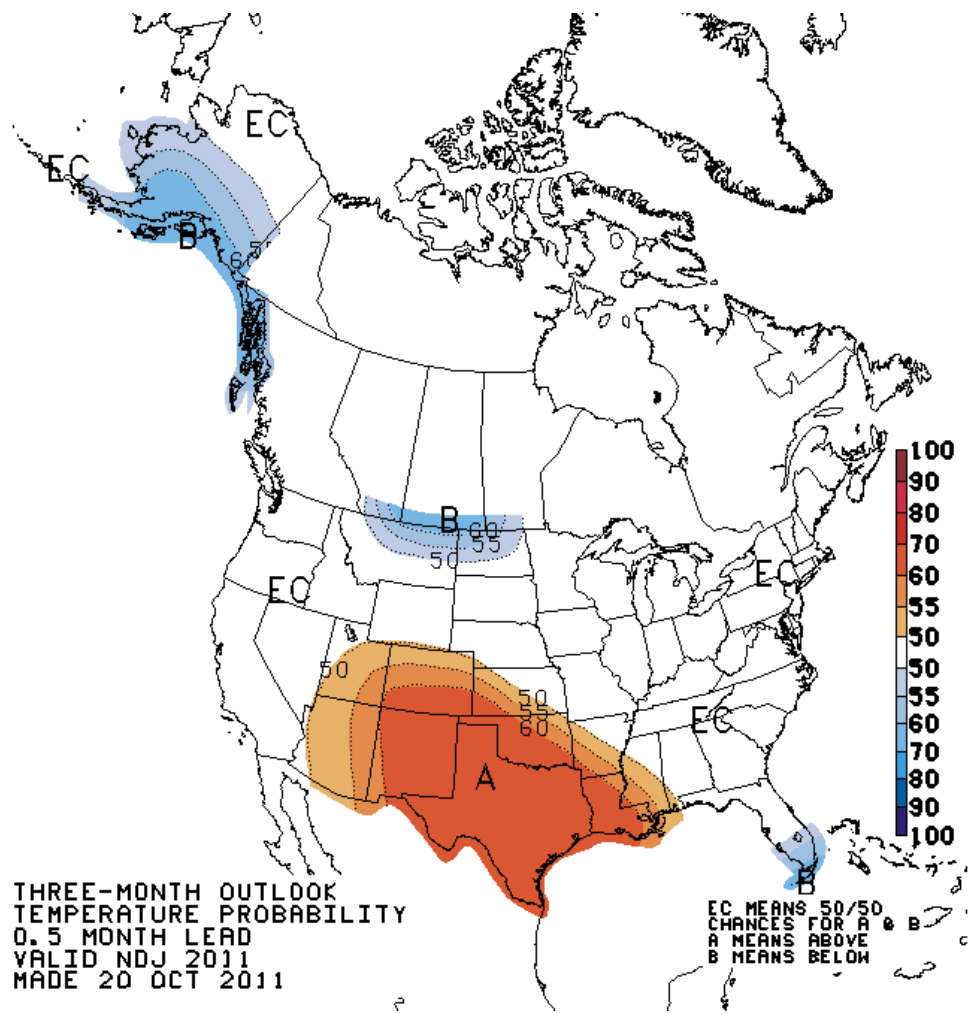 EC
EC
B
50
60
B
60
55
50
EC
EC
50
50
55
60
EC
A
B
100
90
80
70
60
55
50
50
55
60
70
80
90
100
THREE-MONTH OUTLOOK
TEMPERATURE PROBABILITY
0.5 MONTH LEAD
VALID NDJ 2011
MADE 20 OCT 2011
EC MEANS 50/50
CHANCES FOR A & B
A MEANS ABOVE
B MEANS BELOW